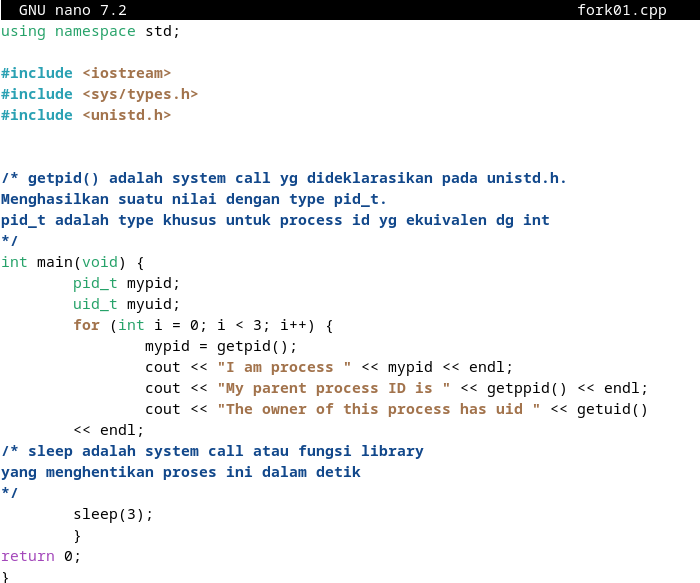 GNU nano 7.2 fork01.cpp
using namespace std;
#include <iostream>
#include <sys/types.h>
#include <unistd.h>
/* getpid() adalah system call yg dideklarasikan pada unistd.h.
Menghasilkan suatu nilai dengan type pid_t.
pid_t adalah type khusus untuk process id yg ekuivalen dg int
*/
int main(void) {
pid_t mypid;
uid_t myuid;
for (int i = 0; i < 3; i++) {
mypid = getpid();
cout << "I am process " << mypid << endl;
cout << "My parent process ID is " << getppid() << endl;
cout << "The owner of this process has uid " << getuid()
<< endl;
/* sleep adalah system call atau fungsi library
yang menghentikan proses ini dalam detik
*/
sleep(3);
}
return 0;
}